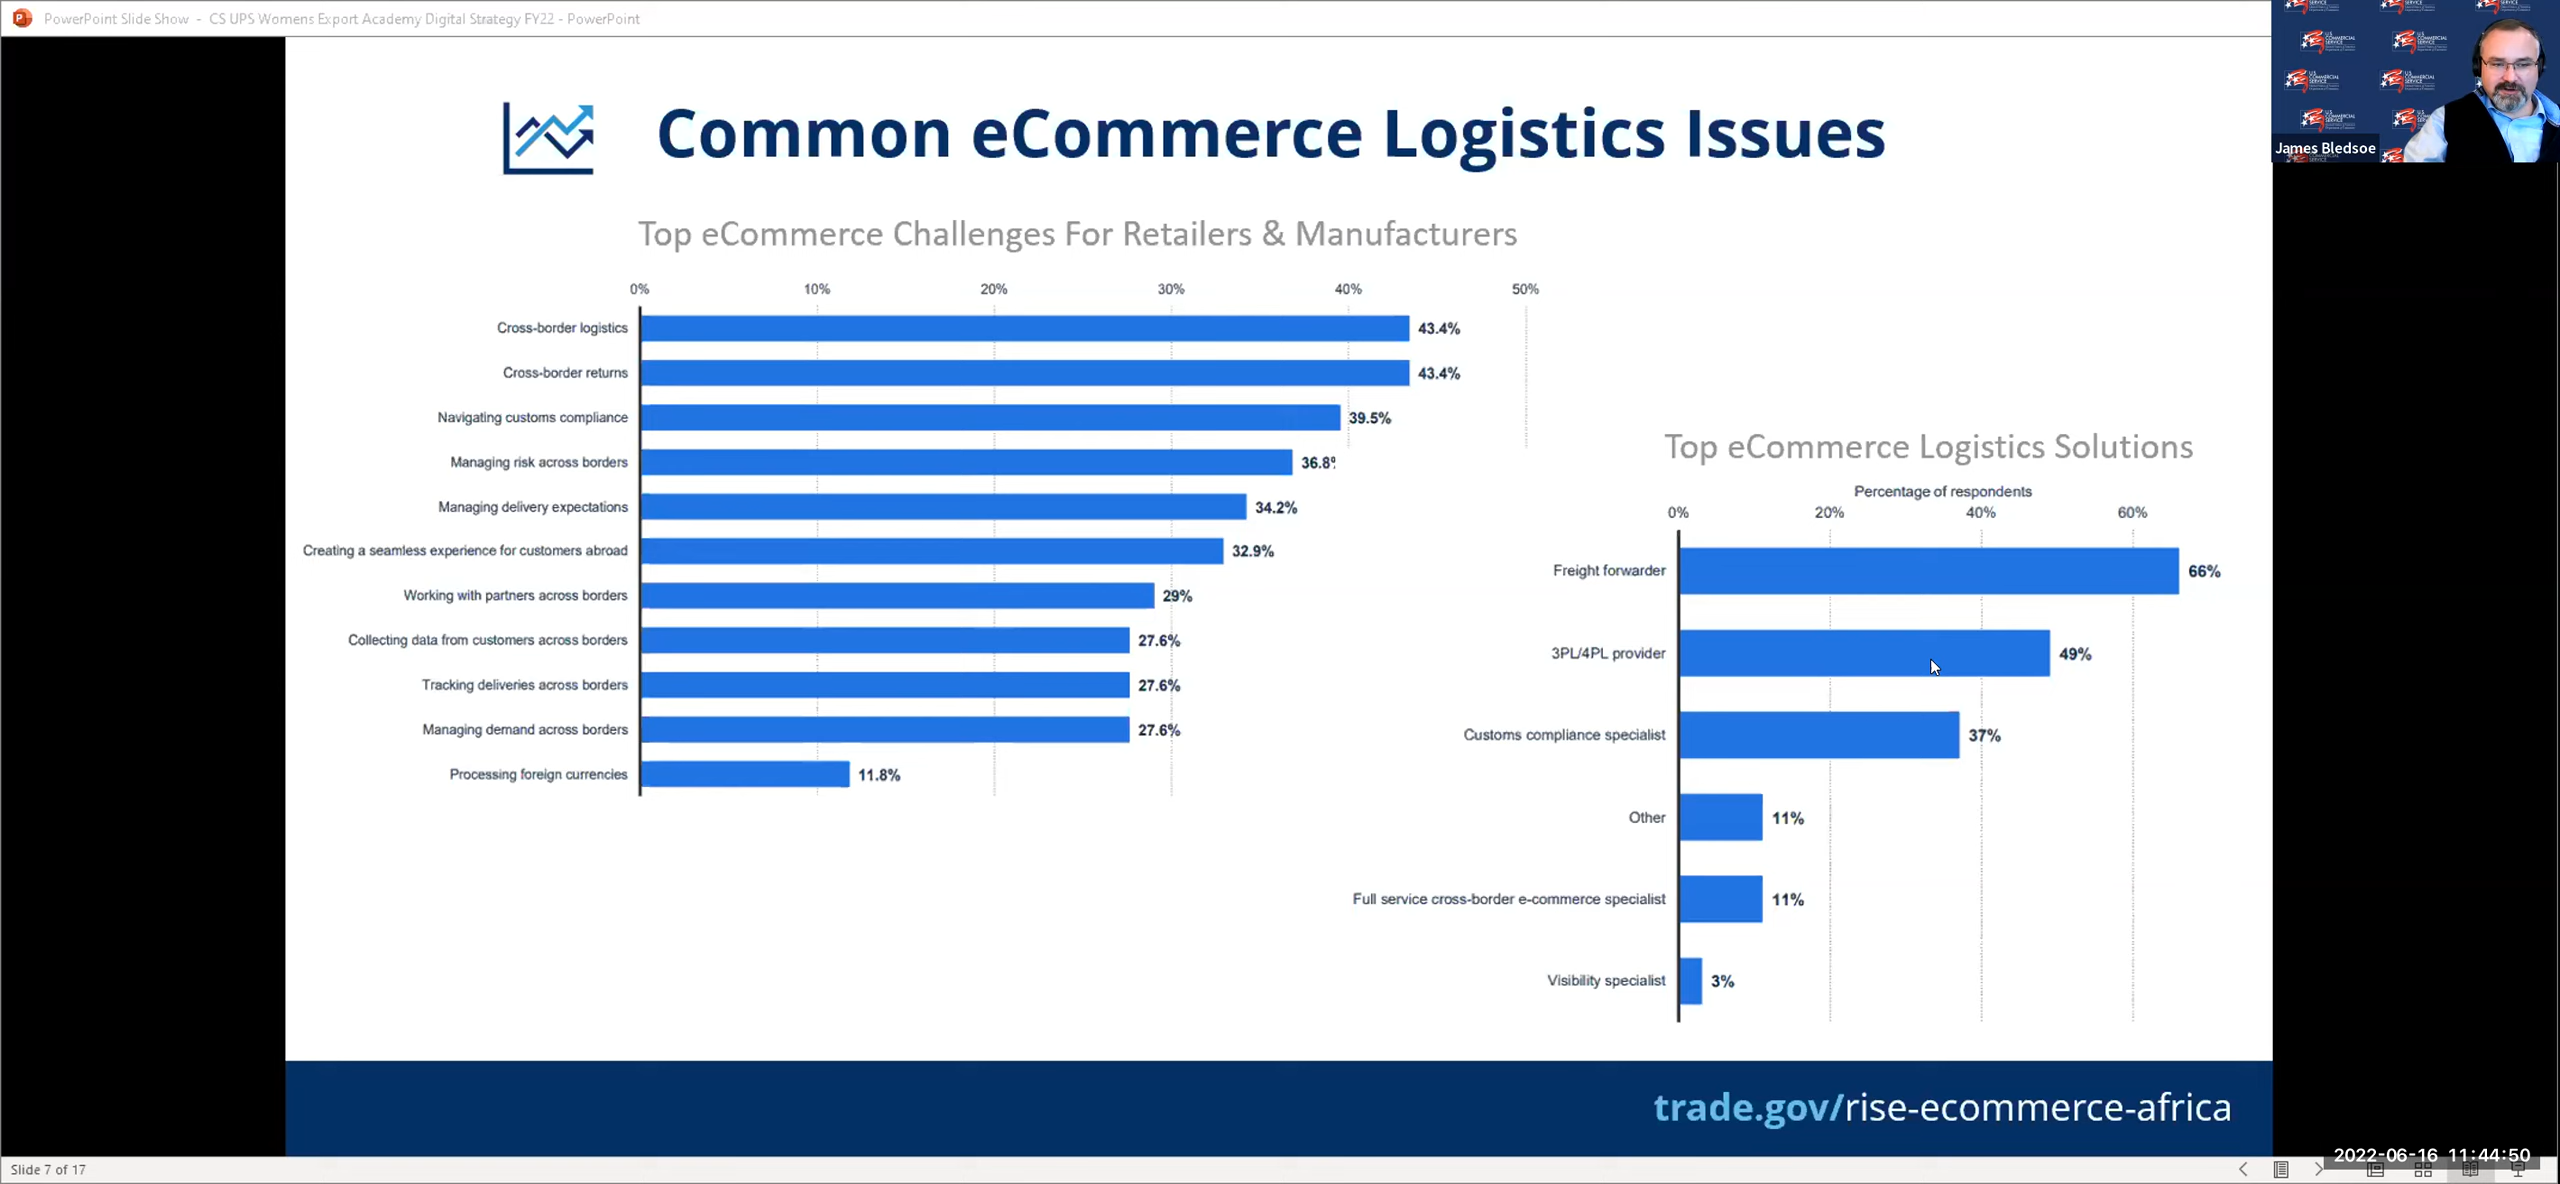 PowerPoint Slide Show - CS UPS Womens Export Academy Digital Strategy FY22 - PowerPoint
James Bledsoe
Common eCommerce Logistics Issues
Top eCommerce Challenges For Retailers & Manufacturers
0% 10% 20% 30% 40% 50%
Cross-border logistics 43.4%
Cross-border returns 43.4%
Navigating customs compliance 39.5%
Managing risk across borders 36.8
Managing delivery expectations 34.2%
Creating a seamless experience for customers abroad 32.9%
Working with partners across borders 29%
Collecting data from customers across borders 27.6%
Tracking deliveries across borders 27.6%
Managing demand across borders 27.6%
Processing foreign currencies 11.8%
Top eCommerce Logistics Solutions
Percentage of respondents
0% 20% 40% 60%
Freight forwarder 66%
3PL/4PL provider 49%
Customs compliance specialist 37%
Other 11%
Full service cross-border e-commerce specialist 11%
Visibility specialist 3%
trade.gov/rise-ecommerce-africa
Slide 7 of 17
2022-06-16 11:44:50